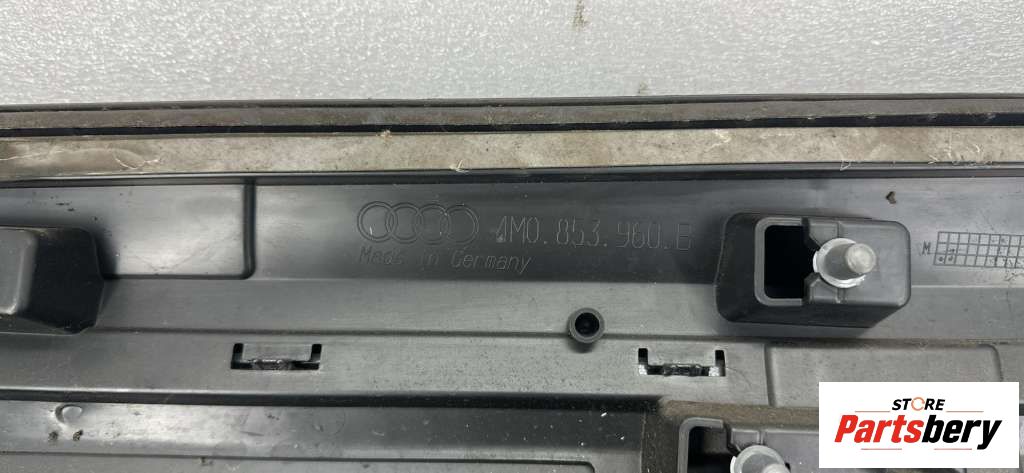 4M0.853.960.B
Made in Germany
M
STORE
Partsbery